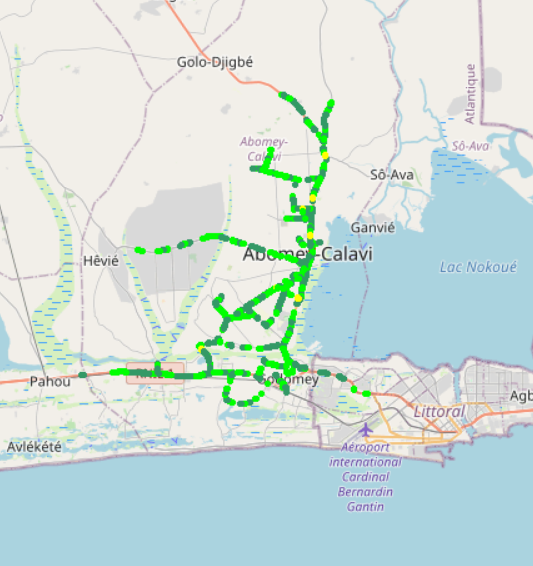 Golo-Djigbé
Atlantique
Abomey-
Calavi
Sô-Ava
Sô-Ava
Ganvié
Abomey-Calavi
Hêvié
Lac Nokoué
Pahou
Godomey
Agb
Littoral
Avlékété
Aéroport
international
Cardinal
Bernardin
Gantin